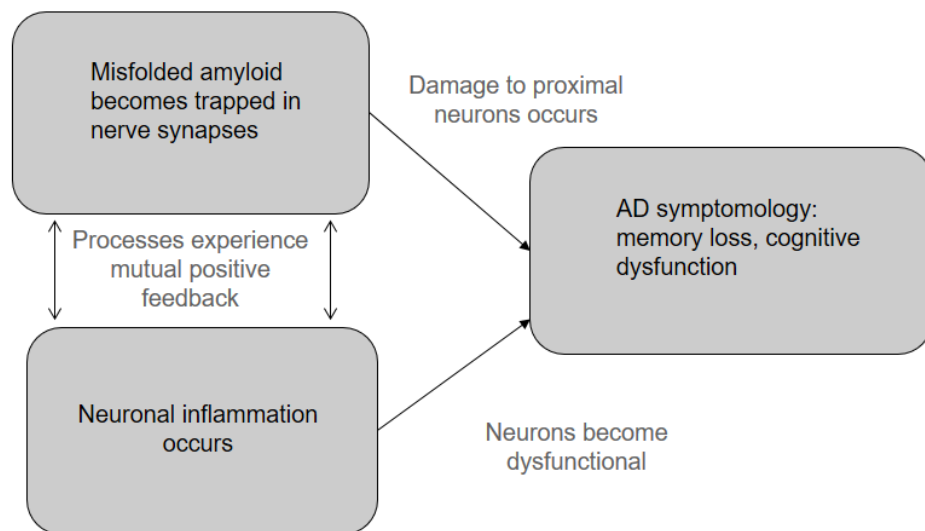 Misfolded amyloid
becomes trapped in
nerve synapses
Damage to proximal
neurons occurs
AD symptomology:
memory loss, cognitive
dysfunction
Processes experience
mutual positive
feedback
Neuronal inflammation
occurs
Neurons become
dysfunctional